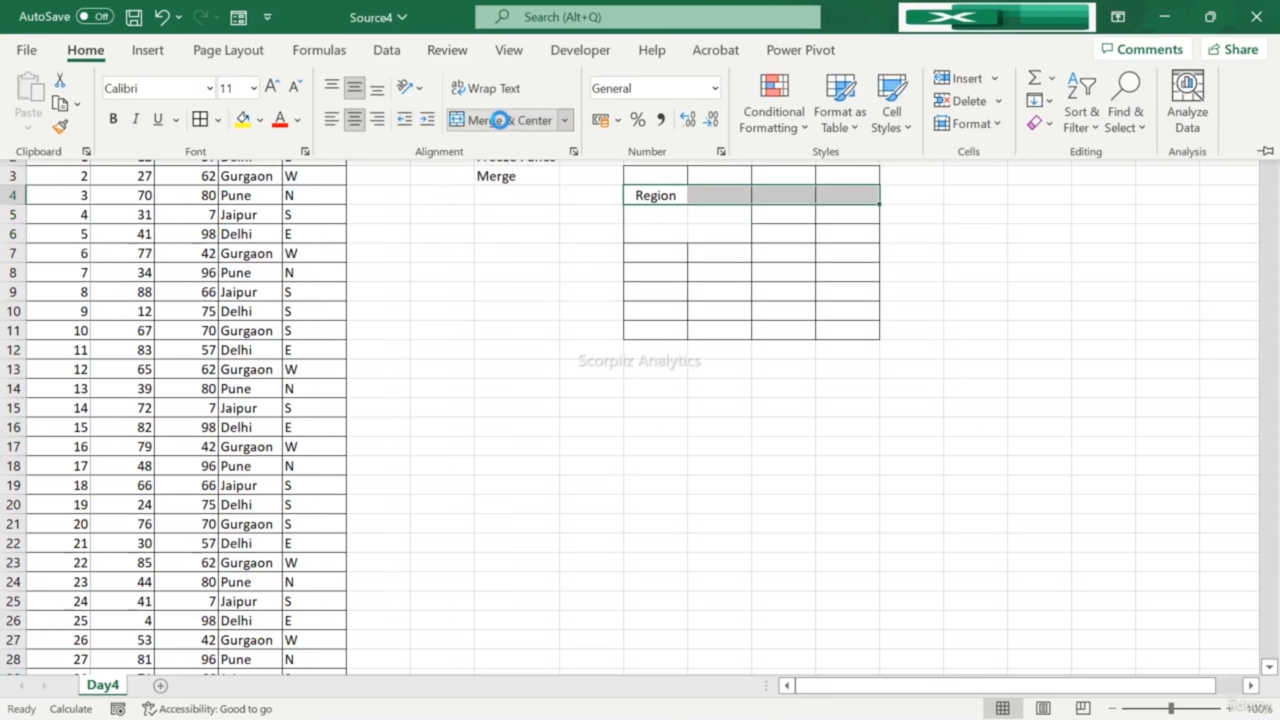 AutoSave Off Source4 Search (Alt+Q)
File Home Insert Page Layout Formulas Data Review View Developer Help Acrobat Power Pivot Comments Share
Paste
Calibri 11
B I U A
Wrap Text
Merge & Center
General
% ,
Conditional Formatting
Format as Table
Cell Styles
Insert
Delete
Format
Sort & Filter
Find & Select
Analyze Data
Clipboard Font Alignment Number Styles Cells Editing Analysis
3 2 27 62 Gurgaon W Merge
4 3 70 80 Pune N Region
5 4 31 7 Jaipur S
6 5 41 98 Delhi E
7 6 77 42 Gurgaon W
8 7 34 96 Pune N
9 8 88 66 Jaipur S
10 9 12 75 Delhi S
11 10 67 70 Gurgaon S
12 11 83 57 Delhi E
13 12 65 62 Gurgaon W
Scorpiiz Analytics
14 13 39 80 Pune N
15 14 72 7 Jaipur S
16 15 82 98 Delhi E
17 16 79 42 Gurgaon W
18 17 48 96 Pune N
19 18 66 66 Jaipur S
20 19 24 75 Delhi S
21 20 76 70 Gurgaon S
22 21 30 57 Delhi E
23 22 85 62 Gurgaon W
24 23 44 80 Pune N
25 24 41 7 Jaipur S
26 25 4 98 Delhi E
27 26 53 42 Gurgaon W
28 27 81 96 Pune N
Day4
Ready Calculate Accessibility: Good to go 100%